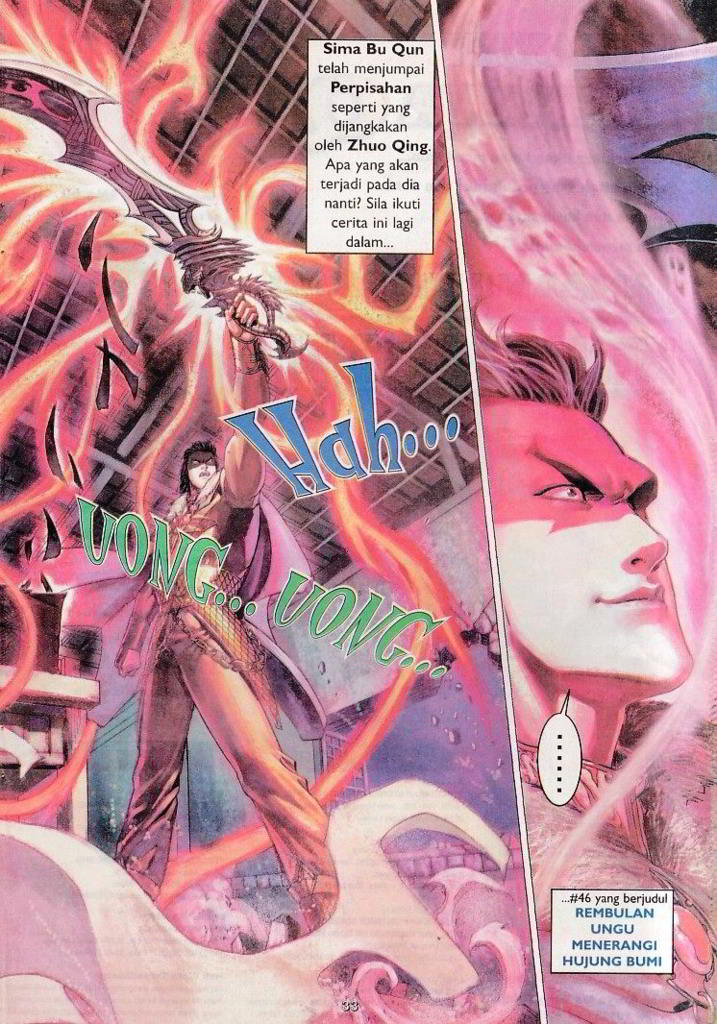 Sima Bu Qun
telah menjumpai
Perpisahan
seperti yang
dijangkakan
oleh Zhuo Qing.
Apa yang akan
terjadi pada dia
nanti? Sila ikuti
cerita ini lagi
dalam...
Hah...
UONG... UONG...
......
...#46 yang berjudul
REMBULAN
UNGU
MENERANGI
HUJUNG BUMI
33